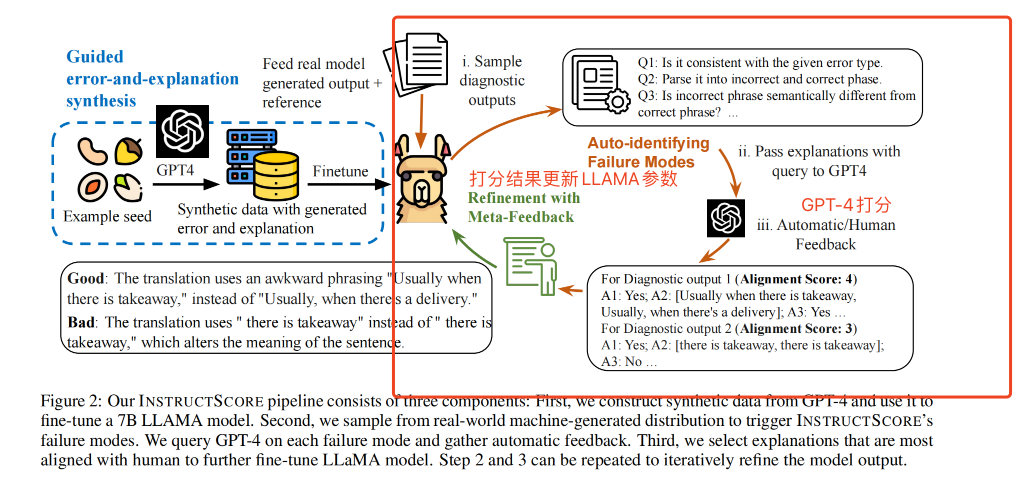 Guided
error-and-explanation
synthesis
Feed real model
generated output +
reference
i. Sample
diagnostic
outputs
Q1: Is it consistent with the given error type.
Q2: Parse it into incorrect and correct phase.
Q3: Is incorrect phrase semantically different from
correct phrase? ...
GPT4
Finetune
Example seed
Synthetic data with generated
error and explanation
Auto-identifying
Failure Modes
ii. Pass explanations with
query to GPT4
打分结果更新LLAMA参数
Refinement with
Meta-Feedback
GPT-4打分
iii. Automatic/Human
Feedback
Good: The translation uses an awkward phrasing "Usually when
there is takeaway," instead of "Usually, when there's a delivery."
Bad: The translation uses " there is takeaway" instead of " there is
takeaway," which alters the meaning of the sentence.
For Diagnostic output 1 (Alignment Score: 4)
A1: Yes; A2: [Usually when there is takeaway,
Usually, when there's a delivery]; A3: Yes ...
For Diagnostic output 2 (Alignment Score: 3)
A1: Yes; A2: [there is takeaway, there is takeaway];
A3: No ...
Figure 2: Our INSTRUCTSCORE pipeline consists of three components: First, we construct synthetic data from GPT-4 and use it to
fine-tune a 7B LLAMA model. Second, we sample from real-world machine-generated distribution to trigger INSTRUCTSCORE's
failure modes. We query GPT-4 on each failure mode and gather automatic feedback. Third, we select explanations that are most
aligned with human to further fine-tune LLaMA model. Step 2 and 3 can be repeated to iteratively refine the model output.